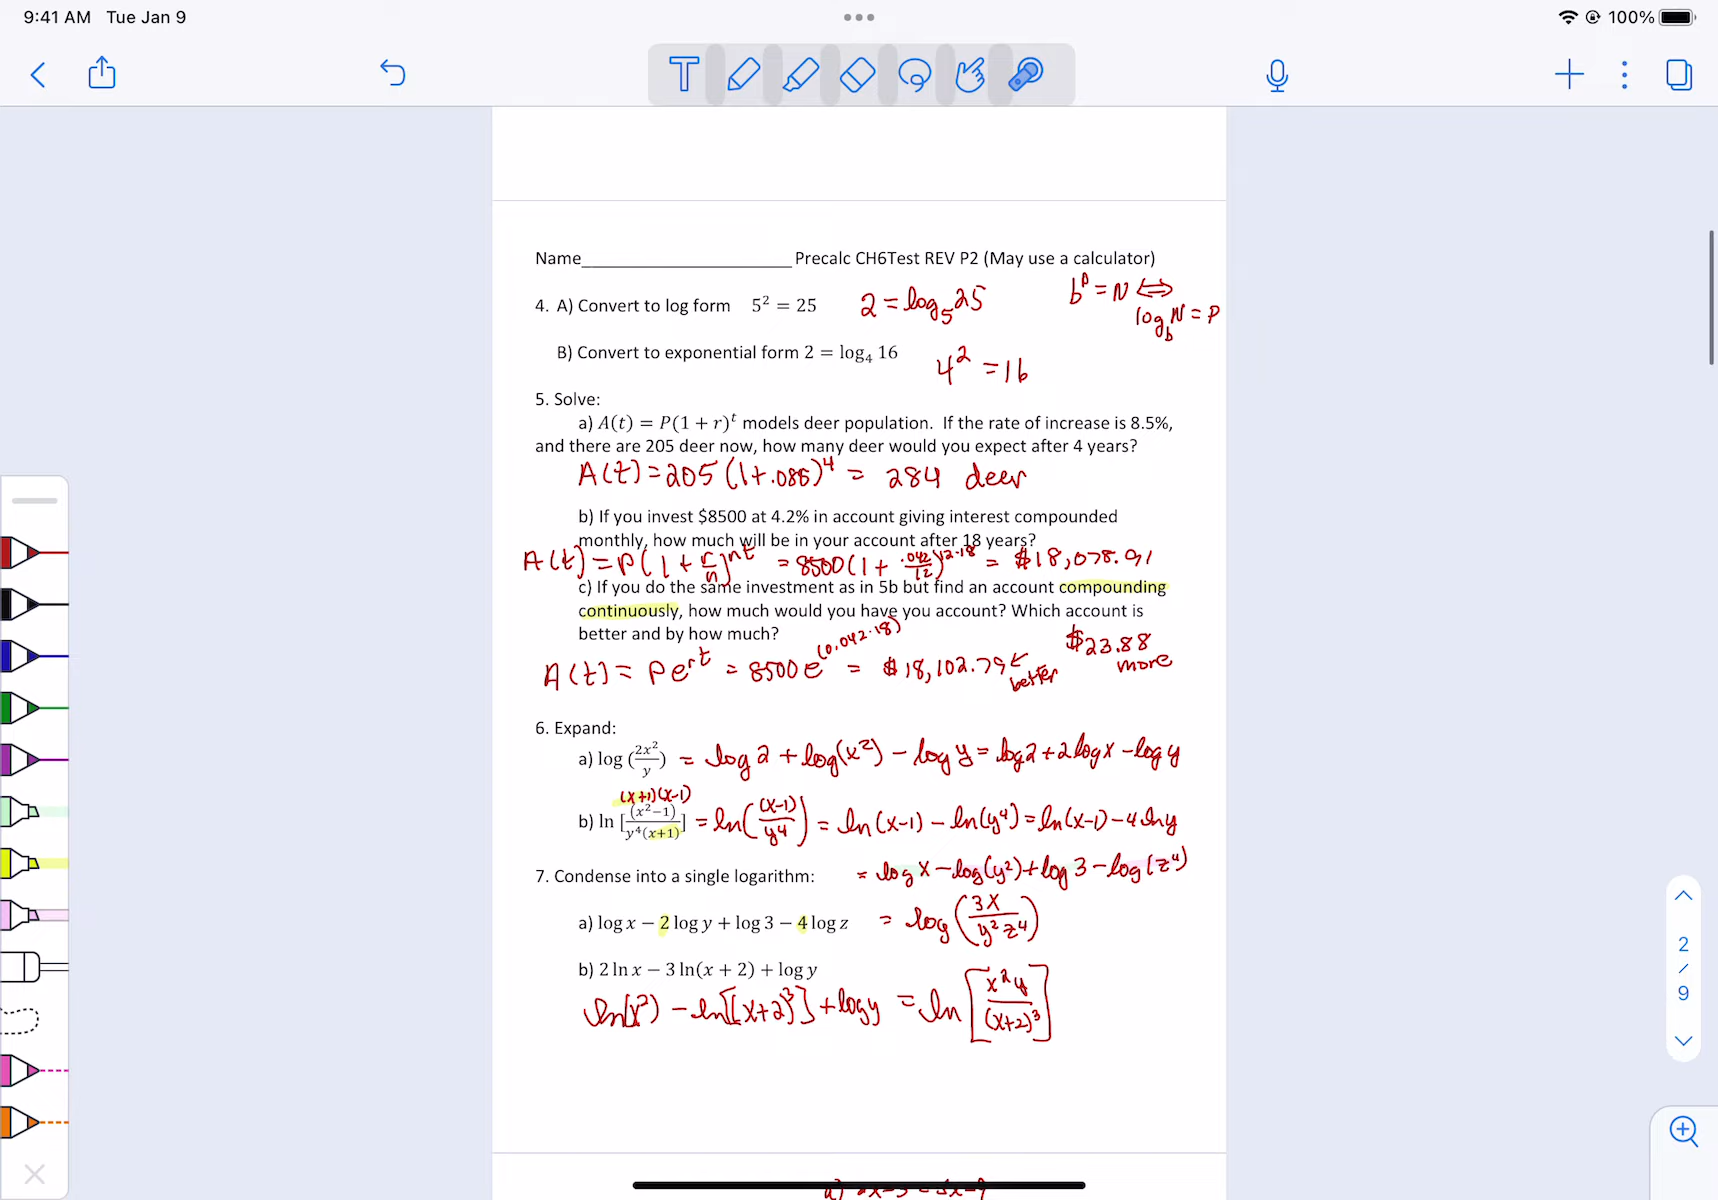 9:41 AM Tue Jan 9
100%
Name____________________ Precalc CH6Test REV P2 (May use a calculator)
4. A) Convert to log form 5² = 25 2 = log₅25 bᴾ = N ⟺
log_b N = P
B) Convert to exponential form 2 = log₄ 16 4² = 16
5. Solve:
a) A(t) = P(1 + r)ᵗ models deer population. If the rate of increase is 8.5%,
and there are 205 deer now, how many deer would you expect after 4 years?
A(t) = 205 (1+.085)⁴ = 284 deer
b) If you invest $8500 at 4.2% in account giving interest compounded
monthly, how much will be in your account after 18 years?
A(t) = P(1 + r/n)^nt = 8500(1 + .042/12)^12·18 = $18,078.91
c) If you do the same investment as in 5b but find an account compounding
continuously, how much would you have you account? Which account is
better and by how much?
A(t) = Pe^rt = 8500e^(0.042·18) = $18,102.79 ← better $23.88 more
6. Expand:
a) log (2x²/y) = log 2 + log(x²) − log y = log 2 + 2 log x − log y
(x+1)(x-1)
b) ln [(x²−1)/y⁴(x+1)] = ln((x-1)/y⁴) = ln(x-1) − ln(y⁴) = ln(x-1) − 4 ln y
7. Condense into a single logarithm: = log x − log(y²) + log 3 − log(z⁴)
a) log x − 2 log y + log 3 − 4 log z = log (3x/y²z⁴)
b) 2 ln x − 3 ln(x + 2) + log y
ln(x²) − ln[(x+2)³] + log y = ln [x²y/(x+2)³]
2
/
9